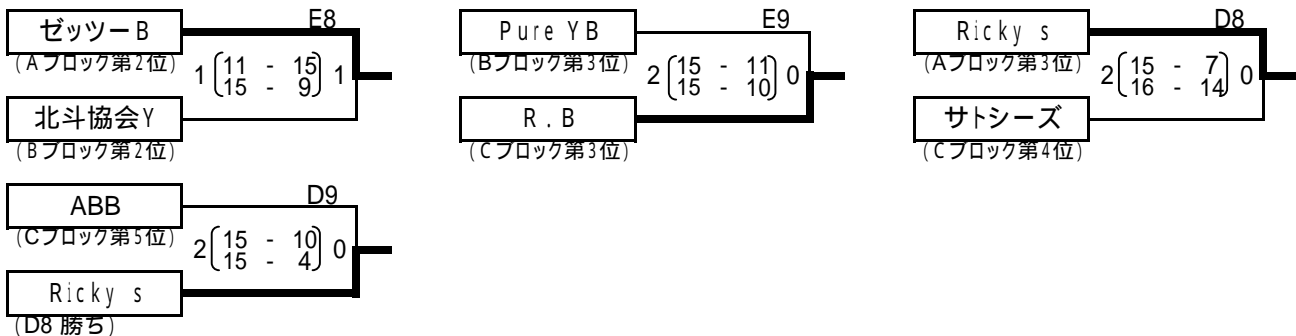 ゼッツーB
(Aブロック第2位)
E8
1 11 - 15 1
15 - 9
北斗協会Y
(Bブロック第2位)
Pure YB
(Bブロック第3位)
E9
2 15 - 11 0
15 - 10
R.B
(Cブロック第3位)
Ricky s
(Aブロック第3位)
D8
2 15 - 7 0
16 - 14
サトシーズ
(Cブロック第4位)
ABB
(Cブロック第5位)
D9
2 15 - 10 0
15 - 4
Ricky s
(D8 勝ち)